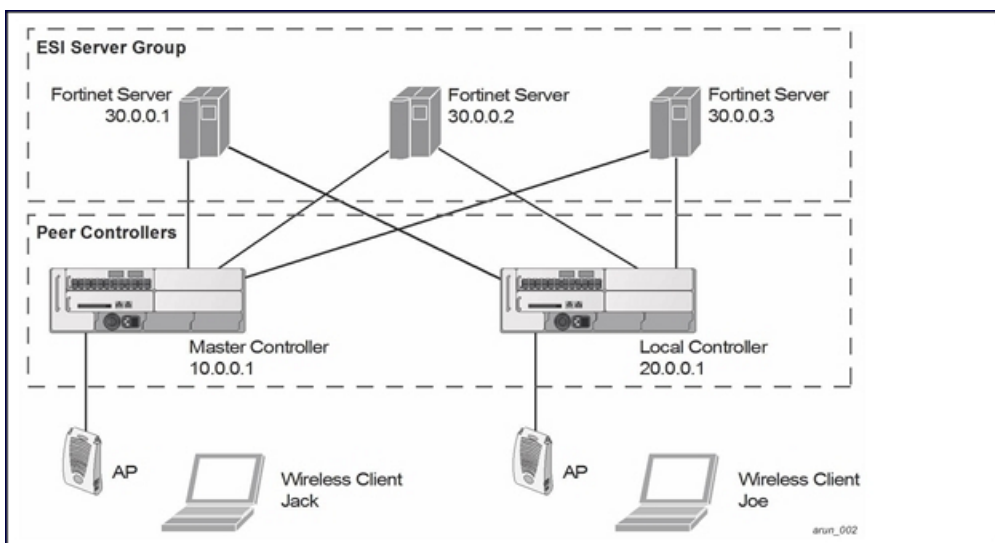 ESI Server Group
Fortinet Server
30.0.0.1
Fortinet Server
30.0.0.2
Fortinet Server
30.0.0.3
Peer Controllers
Master Controller
10.0.0.1
Local Controller
20.0.0.1
AP
Wireless Client
Jack
AP
Wireless Client
Joe
arun_002